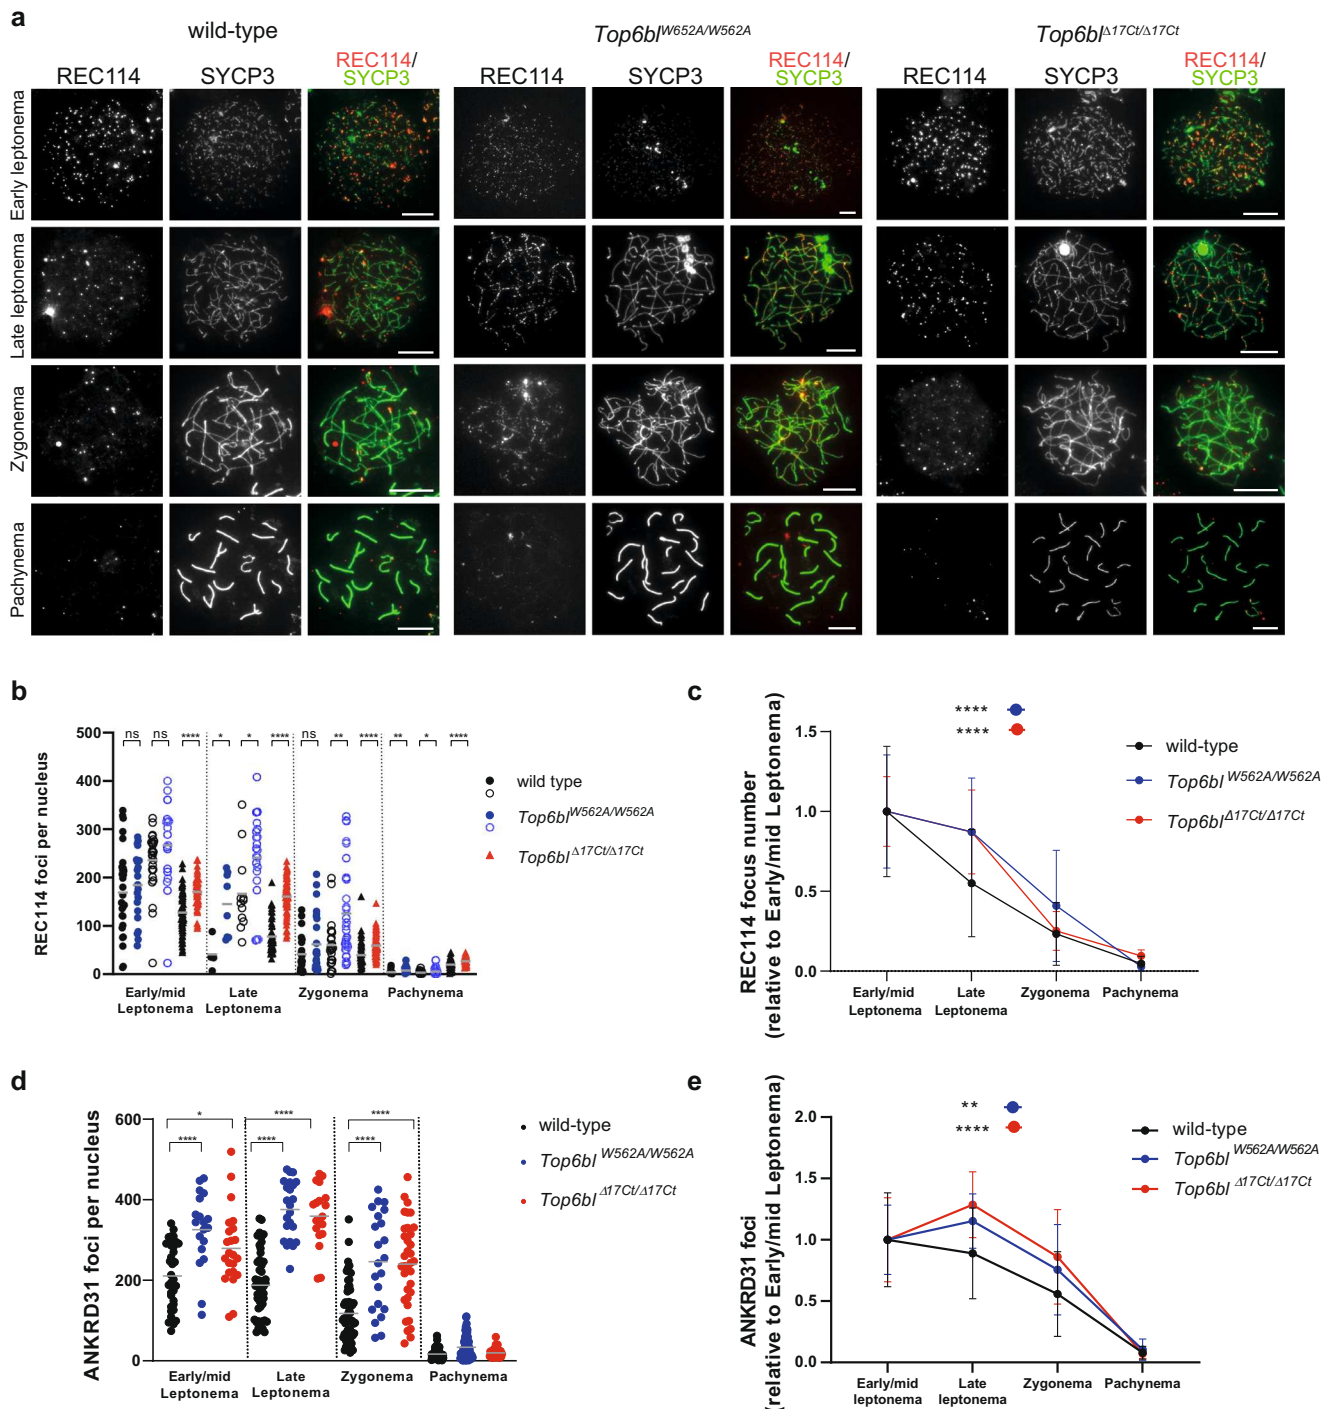 a
wild-type
Top6bl^W652A/W562A
Top6bl^Δ17Ct/Δ17Ct
REC114
SYCP3
REC114/
SYCP3
REC114
SYCP3
REC114/
SYCP3
REC114
SYCP3
REC114/
SYCP3
Early leptonema
Late leptonema
Zygonema
Pachynema
b
REC114 foci per nucleus
500
400
300
200
100
0
ns
ns
****
*
*
****
ns
**
****
**
*
****
Early/mid
Leptonema
Late
Leptonema
Zygonema
Pachynema
wild type
Top6bl^W562A/W562A
Top6bl^Δ17Ct/Δ17Ct
c
REC114 focus number
(relative to Early/mid Leptonema)
1.5
1.0
0.5
0.0
****
****
Early/mid
Leptonema
Late
Leptonema
Zygonema
Pachynema
wild-type
Top6bl^W562A/W562A
Top6bl^Δ17Ct/Δ17Ct
d
ANKRD31 foci per nucleus
600
400
200
0
*
****
****
****
****
****
Early/mid
Leptonema
Late
Leptonema
Zygonema
Pachynema
wild-type
Top6bl^W562A/W562A
Top6bl^Δ17Ct/Δ17Ct
e
ANKRD31 foci
(relative to Early/mid Leptonema)
2.0
1.5
1.0
0.5
0.0
**
****
Early/mid
leptonema
Late
leptonema
Zygonema
Pachynema
wild-type
Top6bl^W562A/W562A
Top6bl^Δ17Ct/Δ17Ct